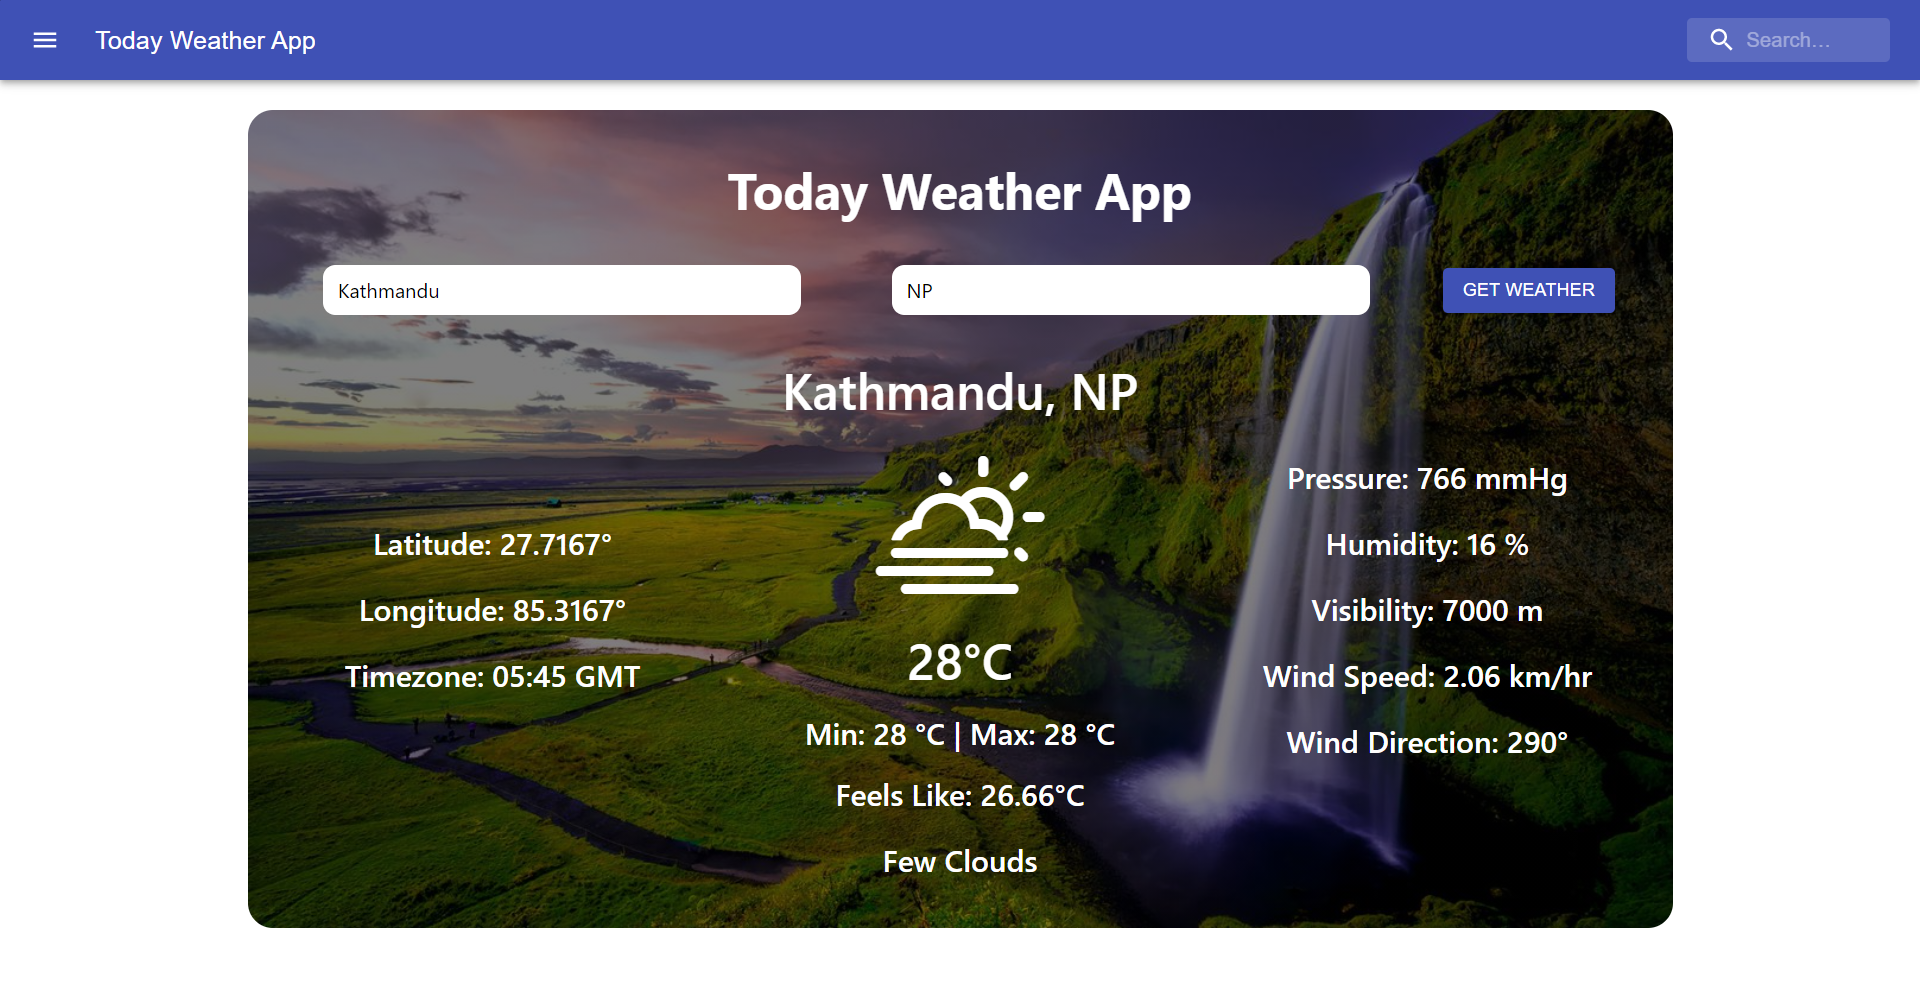 Today Weather App
Search…
Today Weather App
Kathmandu
NP
GET WEATHER
Kathmandu, NP
Latitude: 27.7167°
Longitude: 85.3167°
Timezone: 05:45 GMT
28°C
Min: 28 °C | Max: 28 °C
Feels Like: 26.66°C
Few Clouds
Pressure: 766 mmHg
Humidity: 16 %
Visibility: 7000 m
Wind Speed: 2.06 km/hr
Wind Direction: 290°